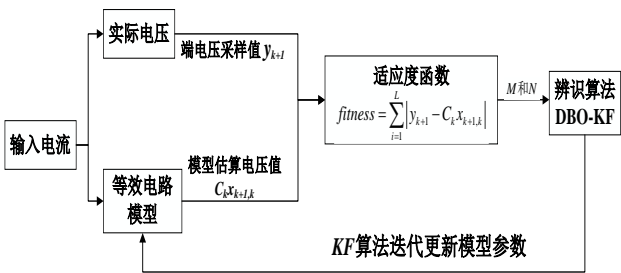 实际电压
端电压采样值 y_{k+1}
输入电流
适应度函数
fitness = \sum_{i=1}^{L} |y_{k+1} - C_k x_{k+1,k}|
M和N
辨识算法
DBO-KF
模型估算电压值
C_k x_{k+1,k}
等效电路
模型
KF算法迭代更新模型参数